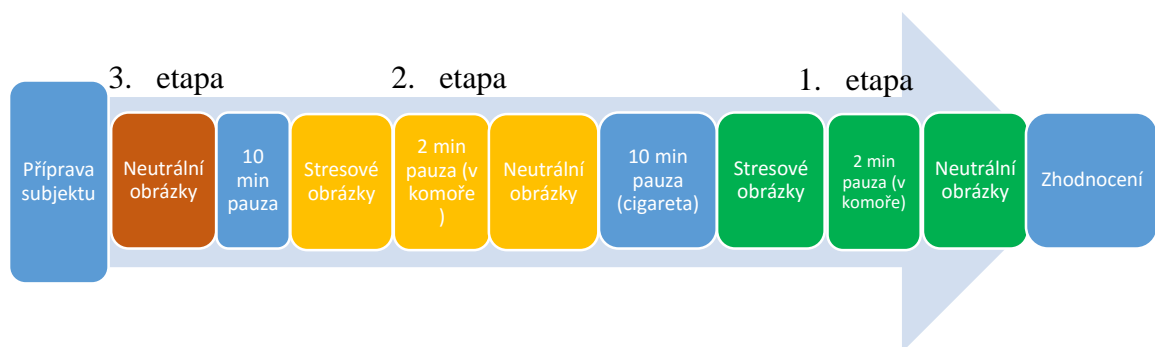 3. etapa
2. etapa
1. etapa
Příprava
subjektu
Neutrální
obrázky
10
min
pauza
Stresové
obrázky
2 min
pauza (v
komoře
)
Neutrální
obrázky
10 min
pauza
(cigareta)
Stresové
obrázky
2 min
pauza (v
komoře)
Neutrální
obrázky
Zhodnocení